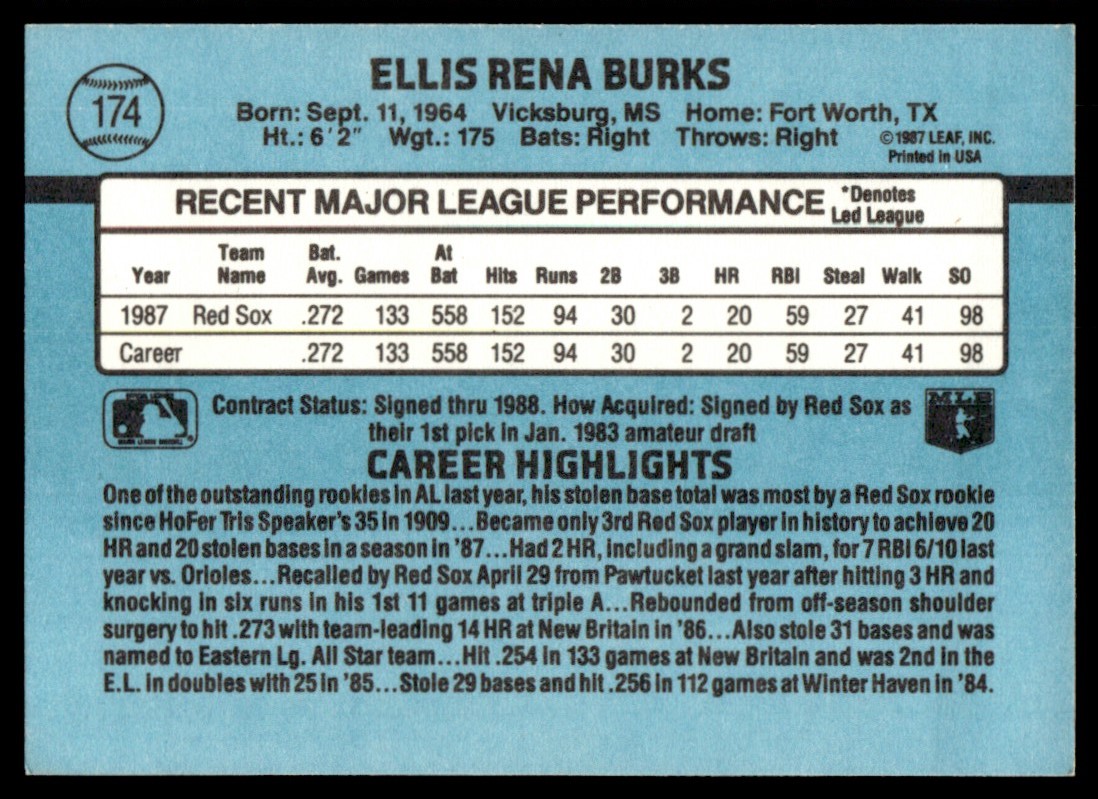 174
ELLIS RENA BURKS
Born: Sept. 11, 1964 Vicksburg, MS Home: Fort Worth, TX
Ht.: 6'2" Wgt.: 175 Bats: Right Throws: Right
©1987 LEAF, INC.
Printed in USA
RECENT MAJOR LEAGUE PERFORMANCE
*Denotes
Led League
Year Team Name Bat. Avg. Games At Bat Hits Runs 2B 3B HR RBI Steal Walk SO
1987 Red Sox .272 133 558 152 94 30 2 20 59 27 41 98
Career .272 133 558 152 94 30 2 20 59 27 41 98
Contract Status: Signed thru 1988. How Acquired: Signed by Red Sox as
their 1st pick in Jan. 1983 amateur draft
MLB
CAREER HIGHLIGHTS
One of the outstanding rookies in AL last year, his stolen base total was most by a Red Sox rookie
since HoFer Tris Speaker's 35 in 1909...Became only 3rd Red Sox player in history to achieve 20
HR and 20 stolen bases in a season in '87...Had 2 HR, including a grand slam, for 7 RBI 6/10 last
year vs. Orioles...Recalled by Red Sox April 29 from Pawtucket last year after hitting 3 HR and
knocking in six runs in his 1st 11 games at triple A...Rebounded from off-season shoulder
surgery to hit .273 with team-leading 14 HR at New Britain in '86...Also stole 31 bases and was
named to Eastern Lg. All Star team...Hit .254 in 133 games at New Britain and was 2nd in the
E.L. in doubles with 25 in '85...Stole 29 bases and hit .256 in 112 games at Winter Haven in '84.